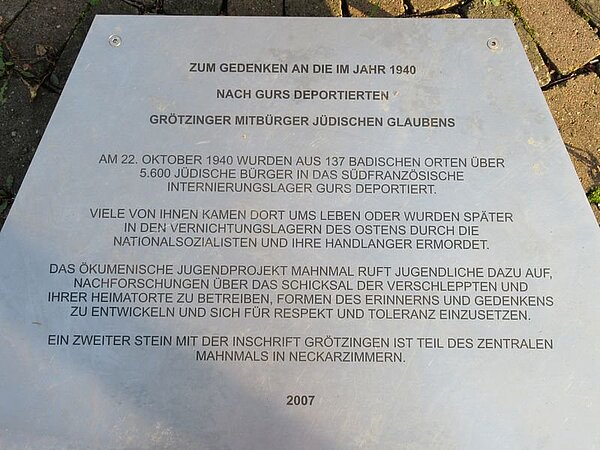 ZUM GEDENKEN AN DIE IM JAHR 1940
NACH GURS DEPORTIERTEN
GRÖTZINGER MITBÜRGER JÜDISCHEN GLAUBENS
AM 22. OKTOBER 1940 WURDEN AUS 137 BADISCHEN ORTEN ÜBER
5.600 JÜDISCHE BÜRGER IN DAS SÜDFRANZÖSISCHE
INTERNIERUNGSLAGER GURS DEPORTIERT.
VIELE VON IHNEN KAMEN DORT UMS LEBEN ODER WURDEN SPÄTER
IN DEN VERNICHTUNGSLAGERN DES OSTENS DURCH DIE
NATIONALSOZIALISTEN UND IHRE HANDLANGER ERMORDET.
DAS ÖKUMENISCHE JUGENDPROJEKT MAHNMAL RUFT JUGENDLICHE DAZU AUF,
NACHFORSCHUNGEN ÜBER DAS SCHICKSAL DER VERSCHLEPPTEN UND
IHRER HEIMATORTE ZU BETREIBEN, FORMEN DES ERINNERNS UND GEDENKENS
ZU ENTWICKELN UND SICH FÜR RESPEKT UND TOLERANZ EINZUSETZEN.
EIN ZWEITER STEIN MIT DER INSCHRIFT GRÖTZINGEN IST TEIL DES ZENTRALEN
MAHNMALS IN NECKARZIMMERN.
2007